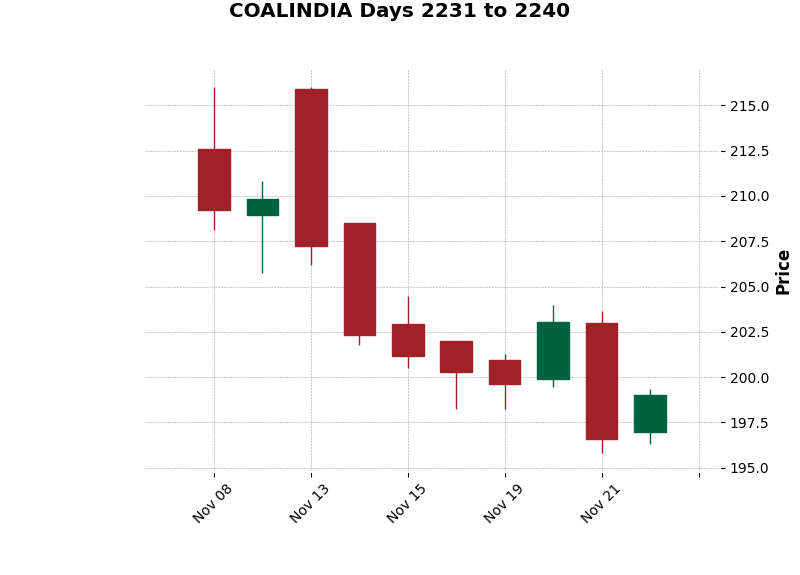 COALINDIA Days 2231 to 2240
215.0
212.5
210.0
207.5
205.0
202.5
200.0
197.5
195.0
Price
Nov 08
Nov 13
Nov 15
Nov 19
Nov 21